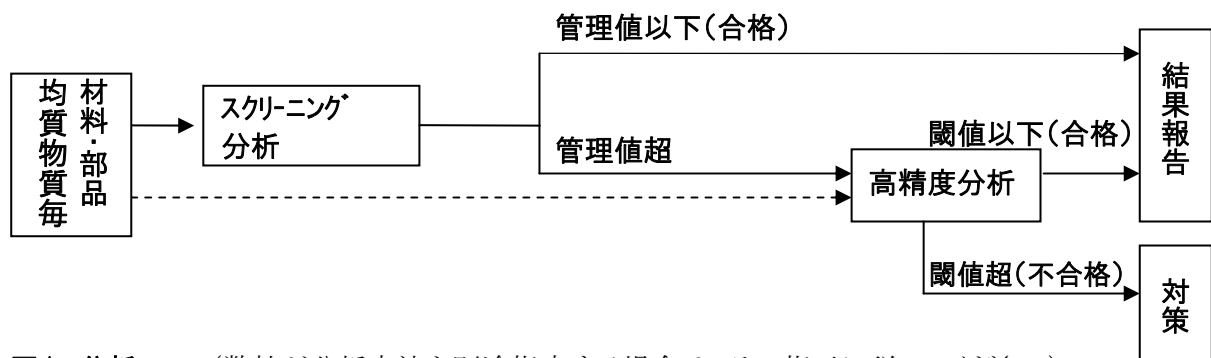 材料・部品
均質物質毎
スクリーニング
分析
管理値以下（合格）
管理値超
高精度分析
閾値以下（合格）
閾値超（不合格）
結果報告
対策